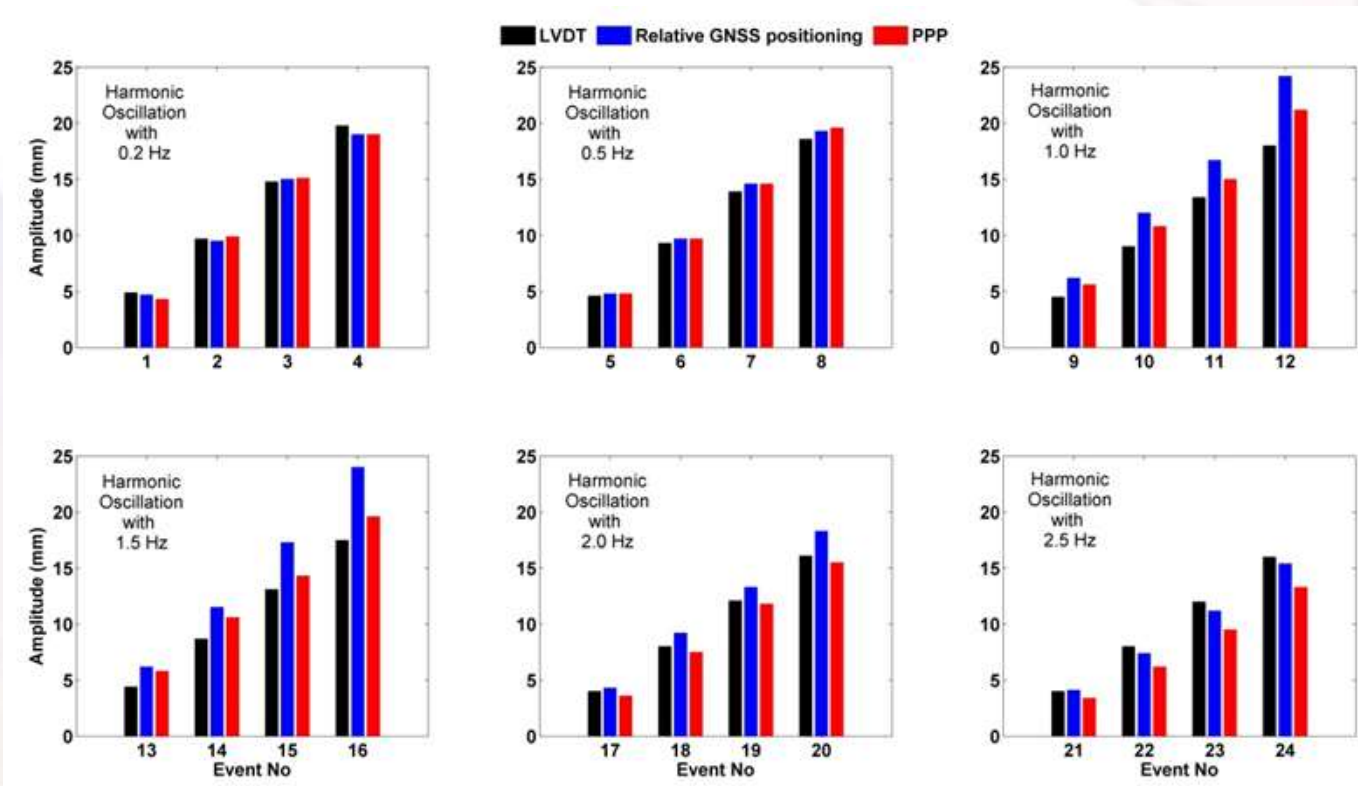 LVDT Relative GNSS positioning PPP
25 20 15 10 5 0
Amplitude (mm)
Harmonic
Oscillation
with
0.2 Hz
1 2 3 4
25 20 15 10 5 0
Harmonic
Oscillation
with
0.5 Hz
5 6 7 8
25 20 15 10 5 0
Harmonic
Oscillation
with
1.0 Hz
9 10 11 12
25 20 15 10 5 0
Amplitude (mm)
Harmonic
Oscillation
with
1.5 Hz
13 14 15 16
Event No
25 20 15 10 5 0
Harmonic
Oscillation
with
2.0 Hz
17 18 19 20
Event No
25 20 15 10 5 0
Harmonic
Oscillation
with
2.5 Hz
21 22 23 24
Event No